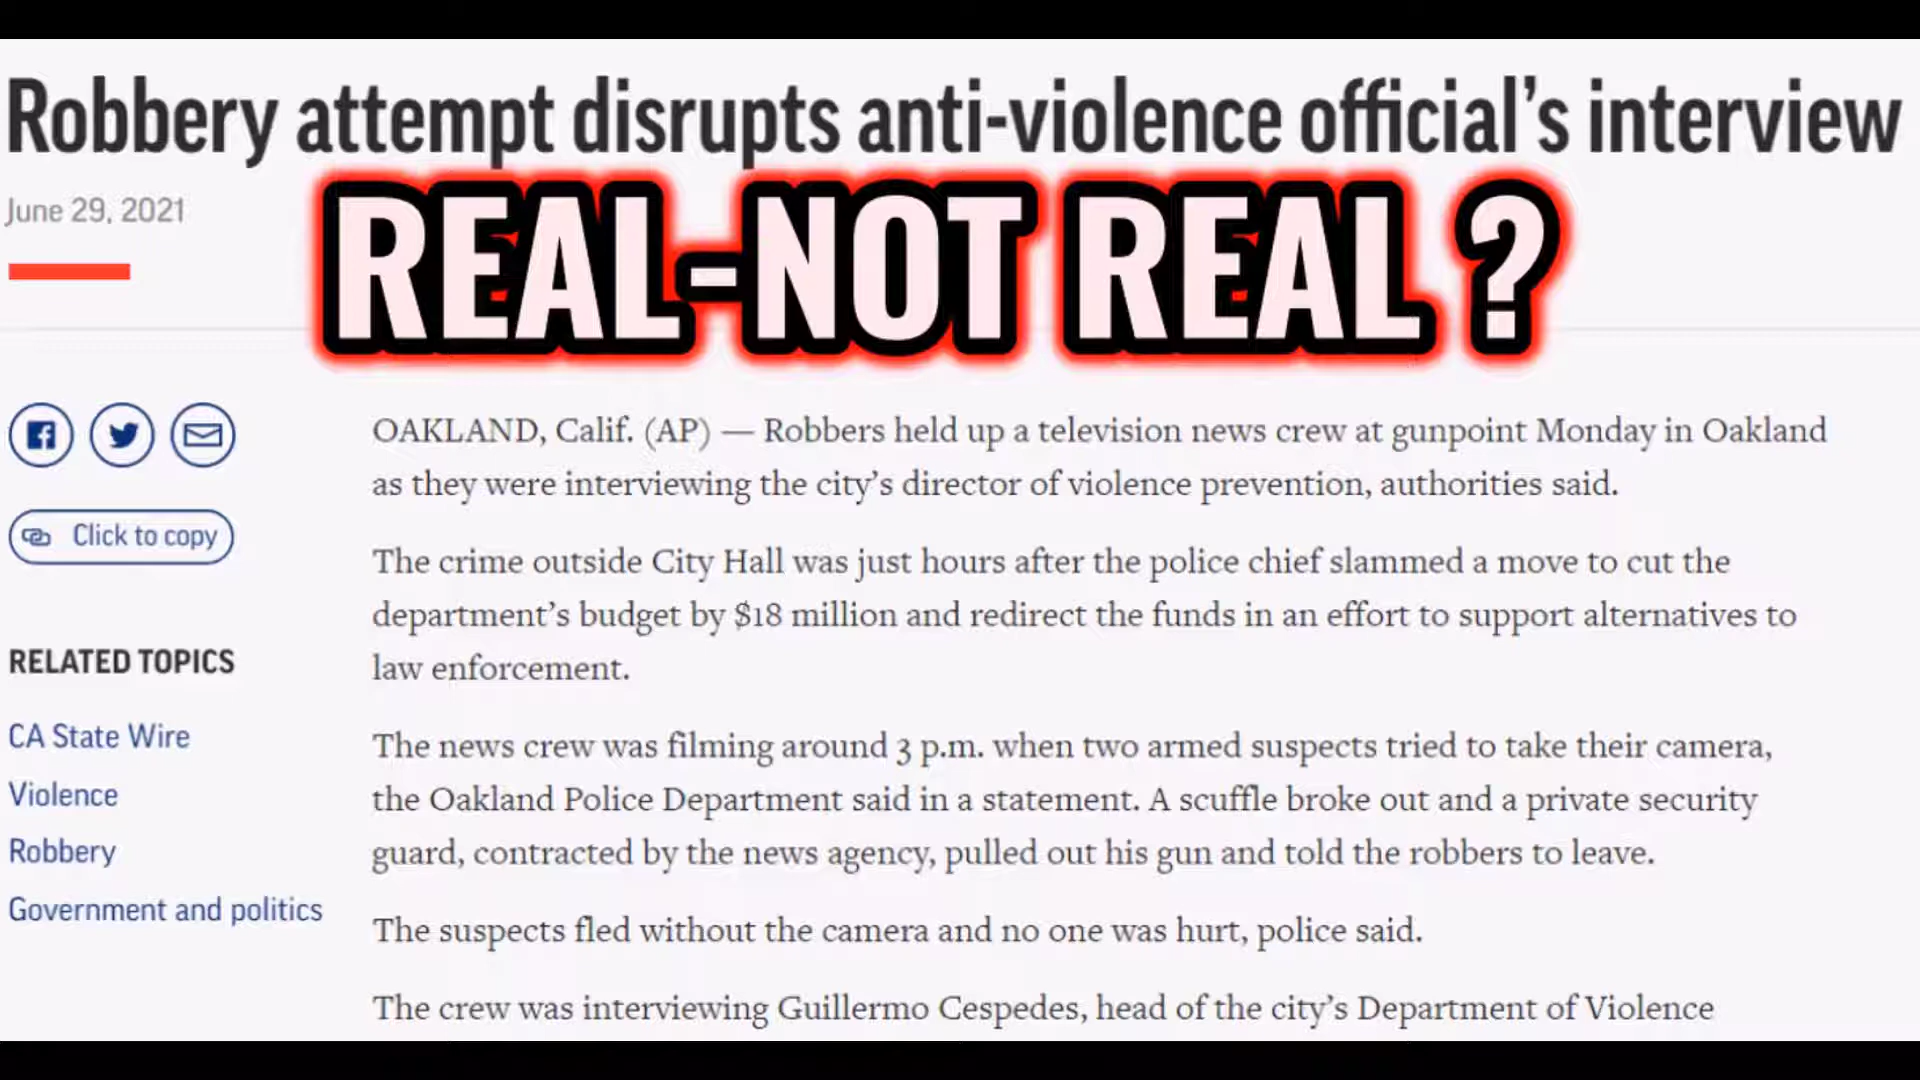 Robbery attempt disrupts anti-violence official’s interview
June 29, 2021
REAL-NOT REAL ?
Click to copy
RELATED TOPICS
CA State Wire
Violence
Robbery
Government and politics
OAKLAND, Calif. (AP) — Robbers held up a television news crew at gunpoint Monday in Oakland
as they were interviewing the city’s director of violence prevention, authorities said.
The crime outside City Hall was just hours after the police chief slammed a move to cut the
department’s budget by $18 million and redirect the funds in an effort to support alternatives to
law enforcement.
The news crew was filming around 3 p.m. when two armed suspects tried to take their camera,
the Oakland Police Department said in a statement. A scuffle broke out and a private security
guard, contracted by the news agency, pulled out his gun and told the robbers to leave.
The suspects fled without the camera and no one was hurt, police said.
The crew was interviewing Guillermo Cespedes, head of the city’s Department of Violence